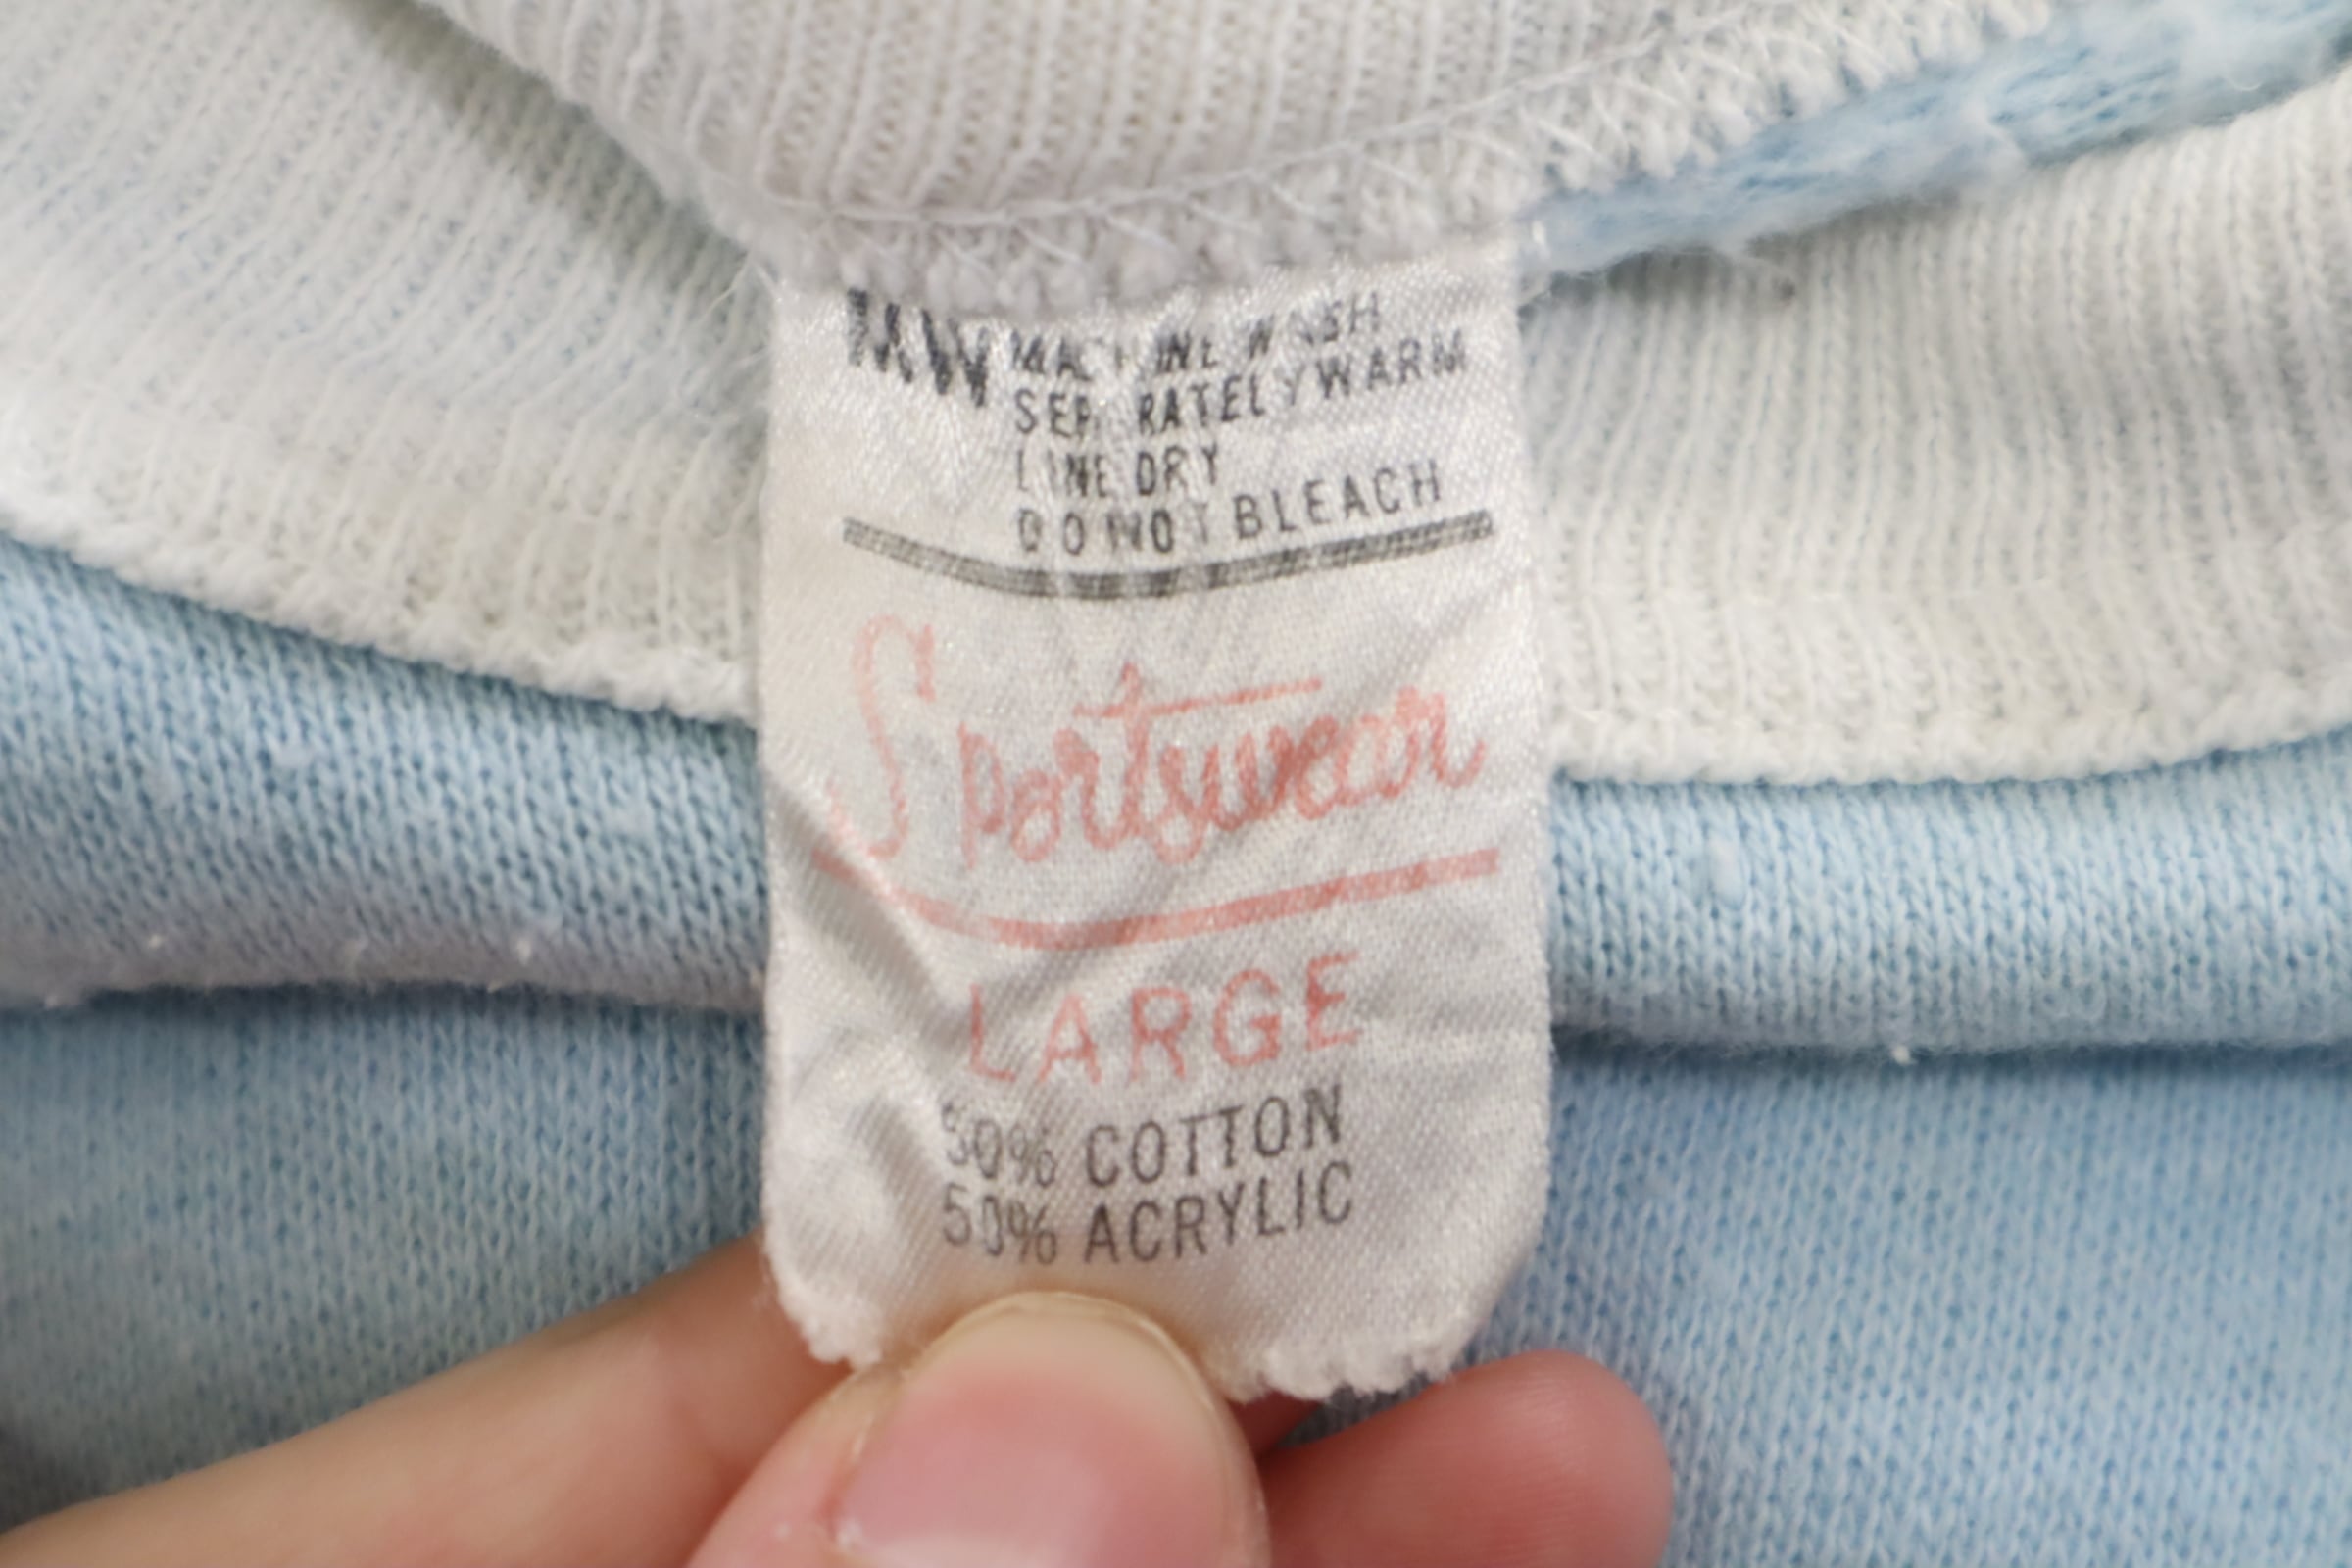 MW MACHINE WASH
SEPARATELY WARM
LINE DRY
DO NOT BLEACH
Sportswear
LARGE
50% COTTON
50% ACRYLIC